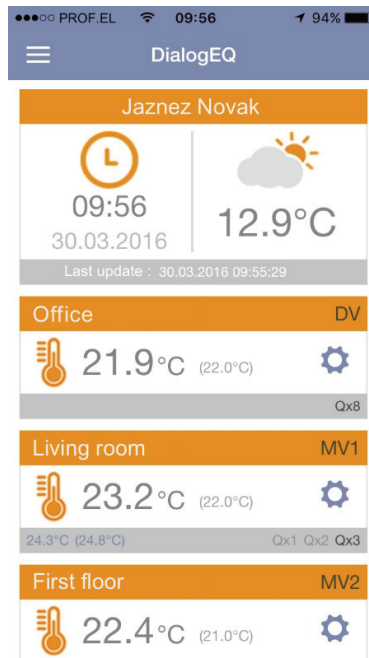 PROF.EL 09:56 94%
DialogEQ
Jaznez Novak
09:56
30.03.2016
12.9°C
Last update : 30.03.2016 09:55:29
Office DV
21.9°C (22.0°C)
Qx8
Living room MV1
23.2°C (22.0°C)
24.3°C (24.8°C) Qx1 Qx2 Qx3
First floor MV2
22.4°C (21.0°C)